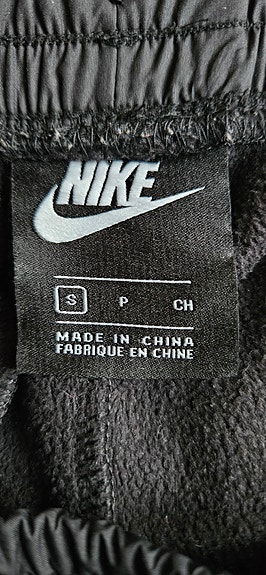 NIKE
S P CH
MADE IN CHINA
FABRIQUE EN CHINE